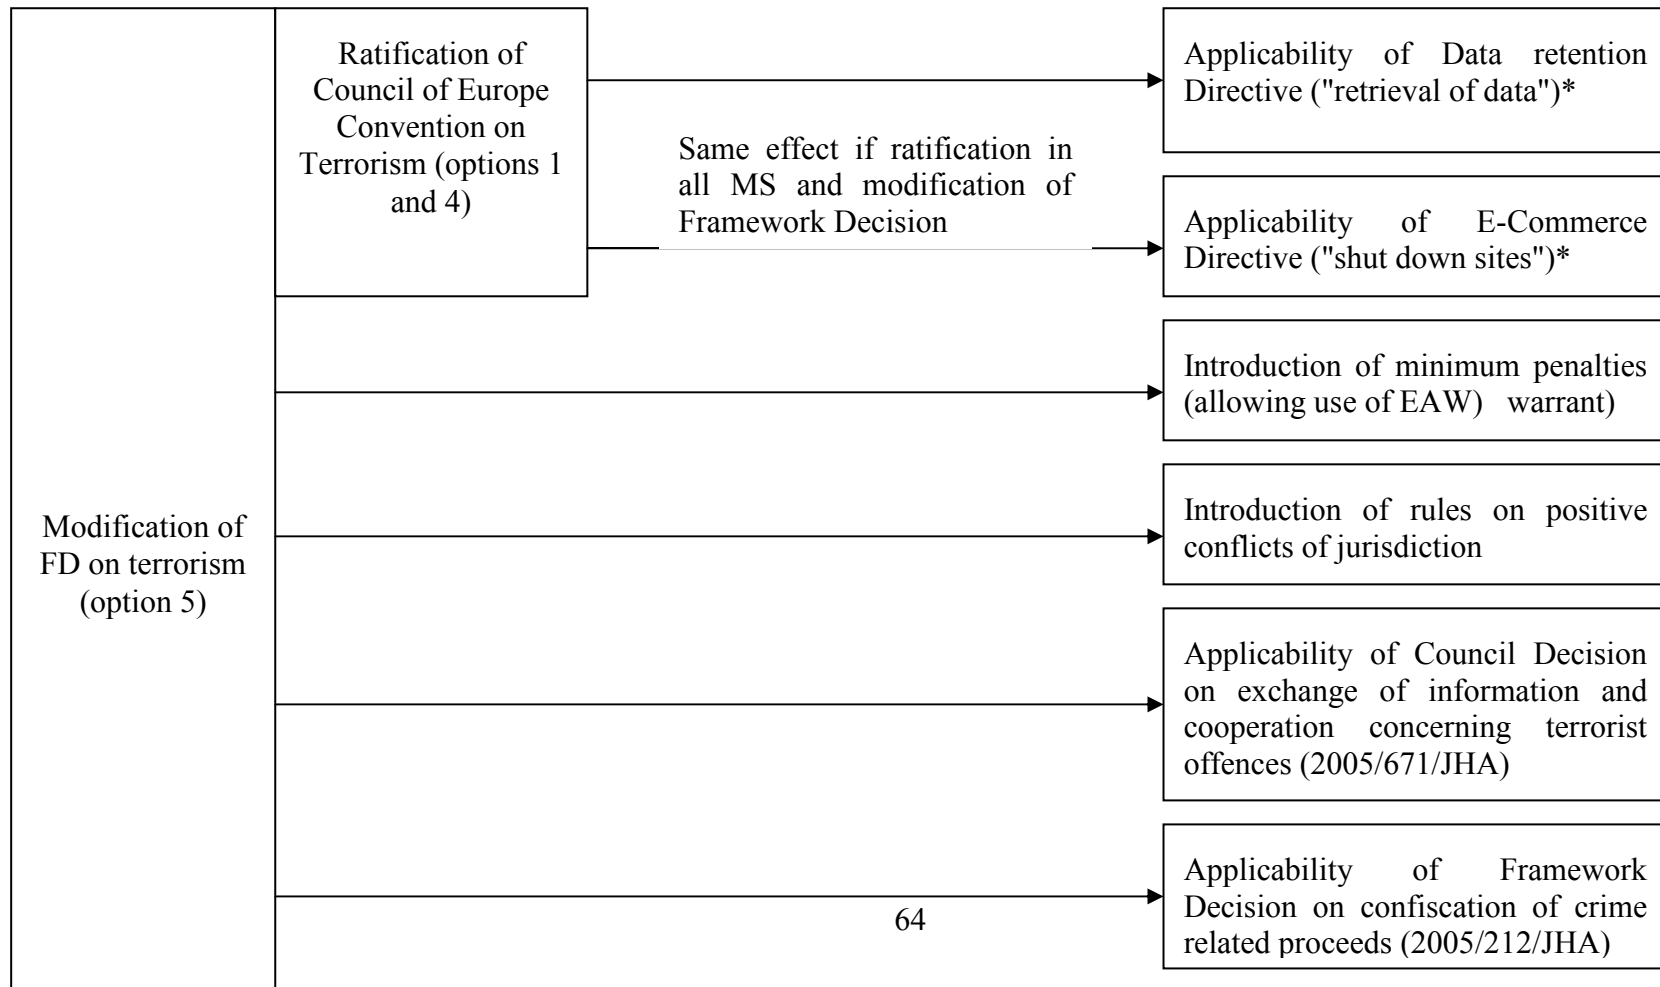 Ratification of
Council of Europe
Convention on
Terrorism (options 1
and 4)
Applicability of Data retention
Directive ("retrieval of data")*
Same effect if ratification in
all MS and modification of
Framework Decision
Applicability of E-Commerce
Directive ("shut down sites")*
Introduction of minimum penalties
(allowing use of EAW) warrant)
Modification of
FD on terrorism
(option 5)
Introduction of rules on positive
conflicts of jurisdiction
Applicability of Council Decision
on exchange of information and
cooperation concerning terrorist
offences (2005/671/JHA)
Applicability of Framework
Decision on confiscation of crime
related proceeds (2005/212/JHA)
64